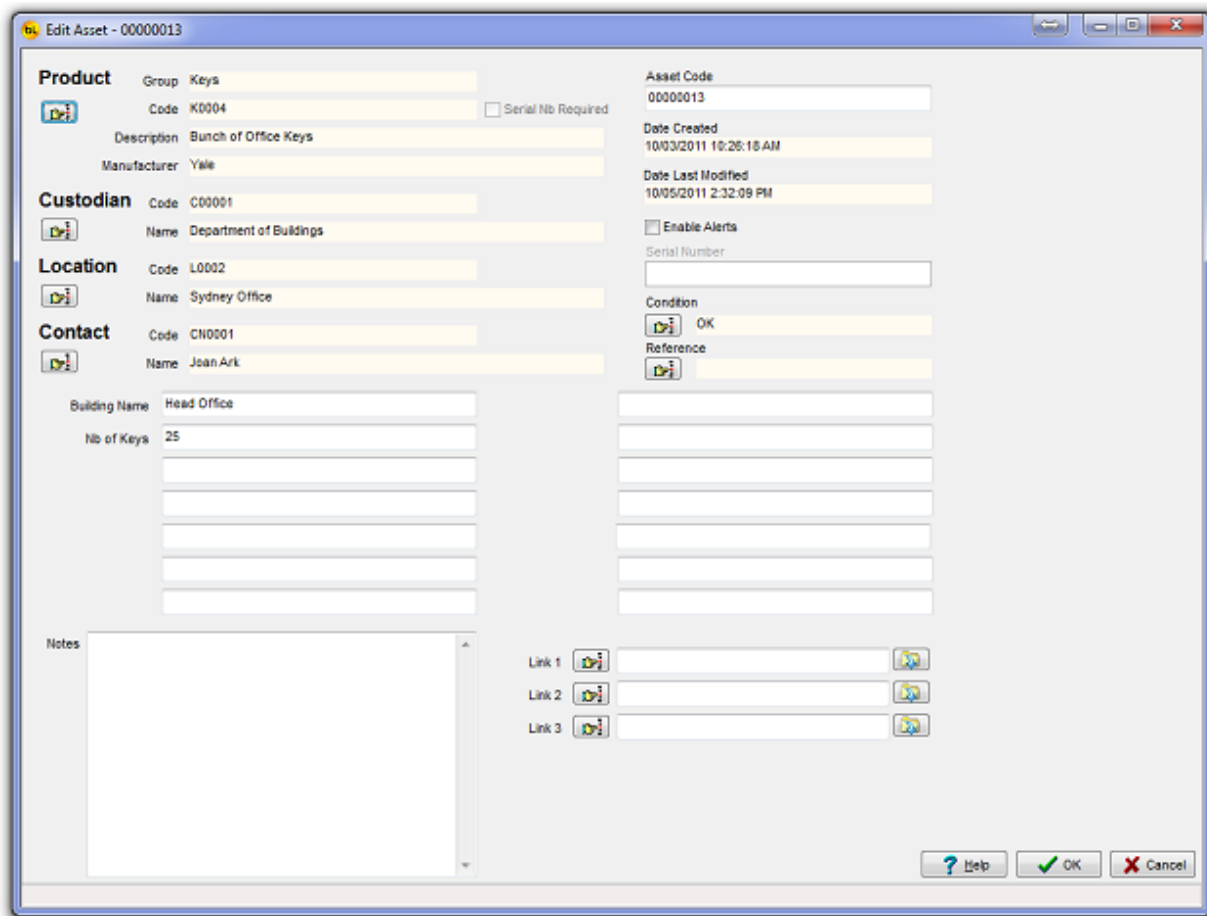 bL Edit Asset - 00000013
Product
Group Keys
Code K0004
Serial Nb Required
Description Bunch of Office Keys
Manufacturer Yale
Custodian
Code C00001
Name Department of Buildings
Location
Code L0002
Name Sydney Office
Contact
Code CN0001
Name Joan Ark
Asset Code
00000013
Date Created
10/03/2011 10:26:18 AM
Date Last Modified
10/05/2011 2:32:09 PM
Enable Alerts
Serial Number
Condition
OK
Reference
Building Name Head Office
Nb of Keys 25
Notes
Link 1
Link 2
Link 3
? Help
OK
Cancel